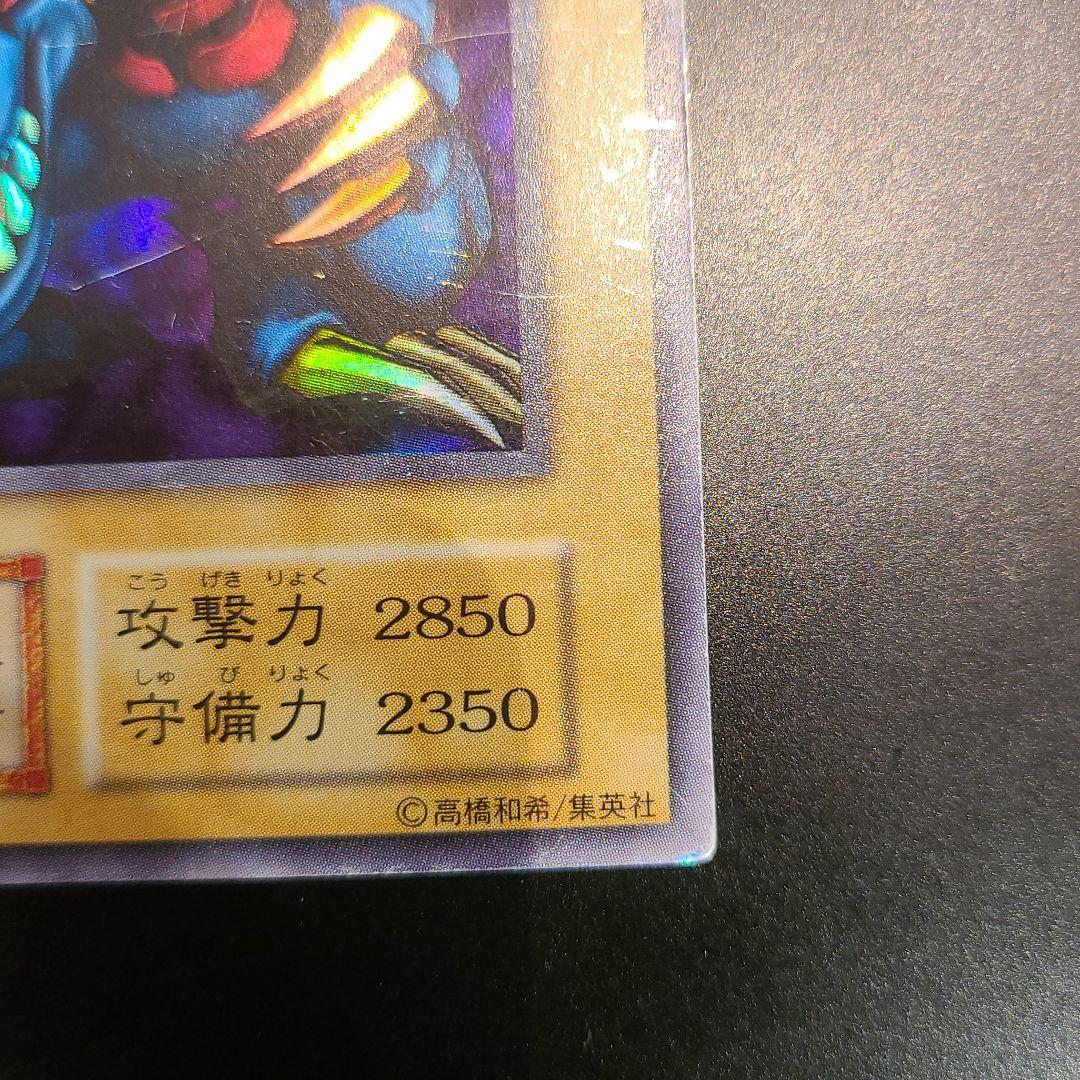 こうげきりょく
攻撃力 2850
しゅびりょく
守備力 2350
©高橋和希/集英社